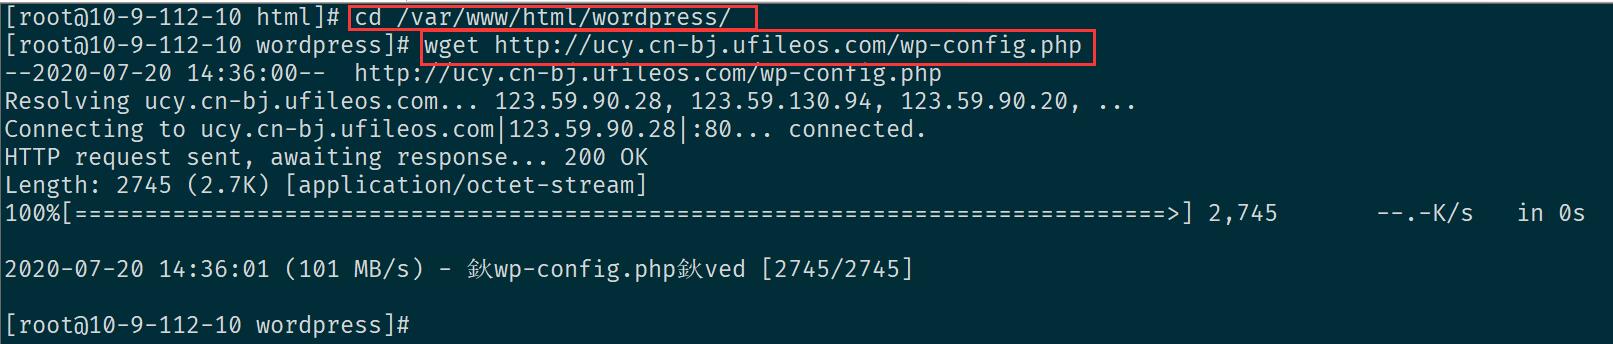 [root@10-9-112-10 html]# cd /var/www/html/wordpress/
[root@10-9-112-10 wordpress]# wget http://ucy.cn-bj.ufileos.com/wp-config.php
--2020-07-20 14:36:00--  http://ucy.cn-bj.ufileos.com/wp-config.php
Resolving ucy.cn-bj.ufileos.com... 123.59.90.28, 123.59.130.94, 123.59.90.20, ...
Connecting to ucy.cn-bj.ufileos.com|123.59.90.28|:80... connected.
HTTP request sent, awaiting response... 200 OK
Length: 2745 (2.7K) [application/octet-stream]
100%[==============================================================================>] 2,745       --.-K/s   in 0s
2020-07-20 14:36:01 (101 MB/s) - 鈥wp-config.php鈥ved [2745/2745]
[root@10-9-112-10 wordpress]#